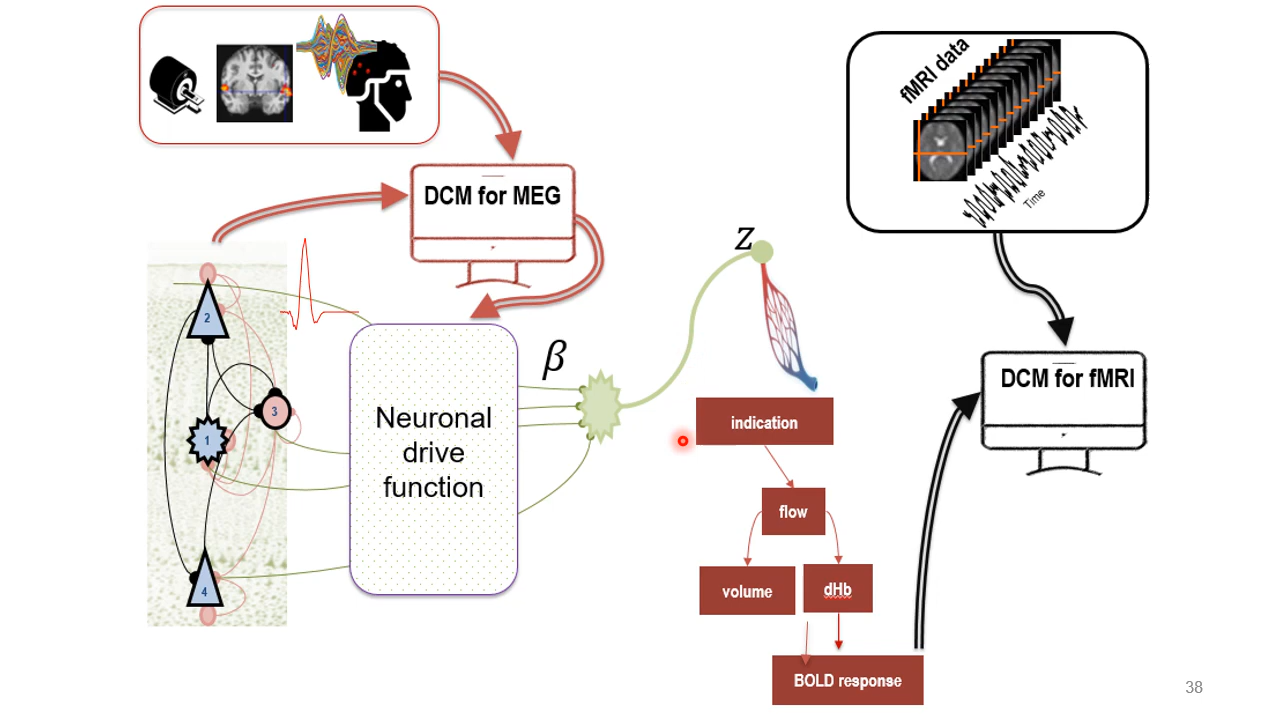 fMRI data
Time
DCM for MEG
DCM for fMRI
Z
β
2
3
1
4
Neuronal
drive
function
indication
flow
volume
dHb
BOLD response
38